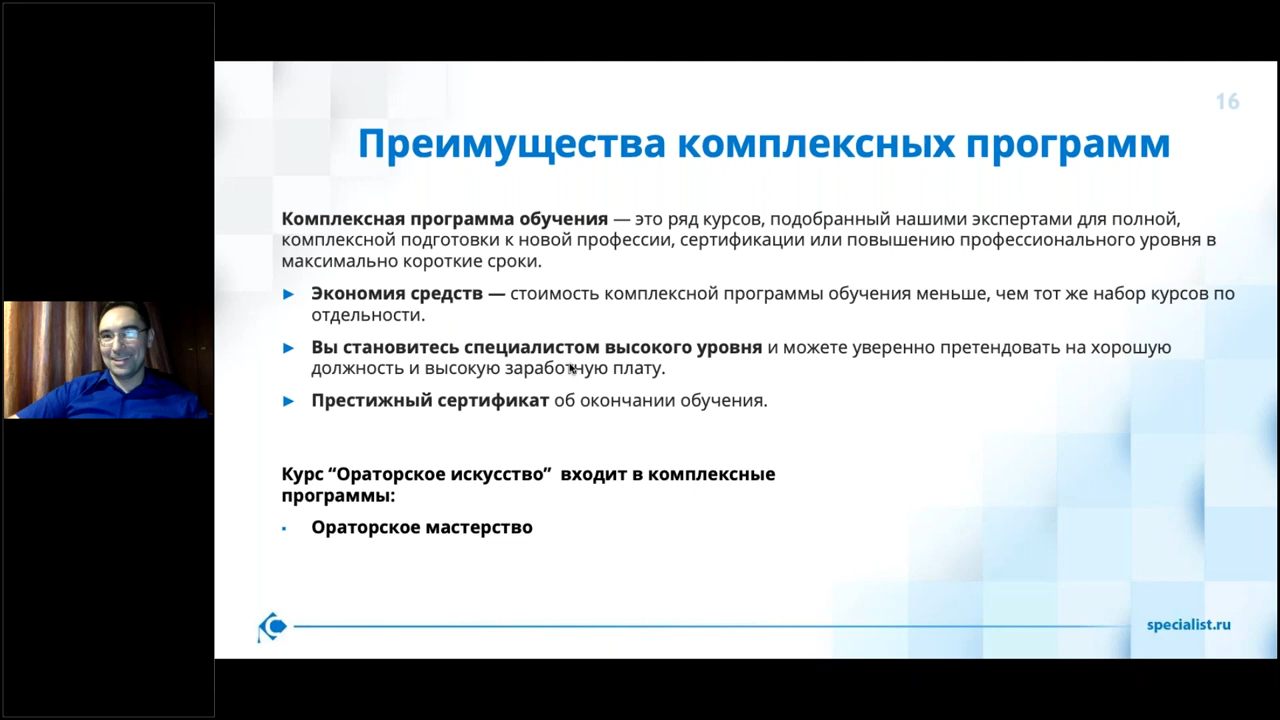 16
Преимущества комплексных программ
Комплексная программа обучения — это ряд курсов, подобранный нашими экспертами для полной,
комплексной подготовки к новой профессии, сертификации или повышению профессионального уровня в
максимально короткие сроки.
► Экономия средств — стоимость комплексной программы обучения меньше, чем тот же набор курсов по
отдельности.
► Вы становитесь специалистом высокого уровня и можете уверенно претендовать на хорошую
должность и высокую заработную плату.
► Престижный сертификат об окончании обучения.
Курс “Ораторское искусство” входит в комплексные
программы:
▪ Ораторское мастерство
specialist.ru